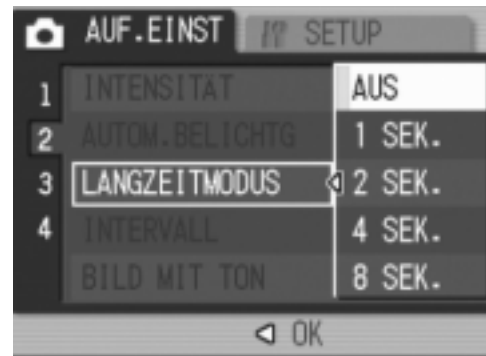 AUF.EINST SETUP
1 INTENSITÄT AUS
2 AUTOM.BELICHTG 1 SEK.
3 LANGZEITMODUS 2 SEK.
4 INTERVALL 4 SEK.
BILD MIT TON 8 SEK.
OK